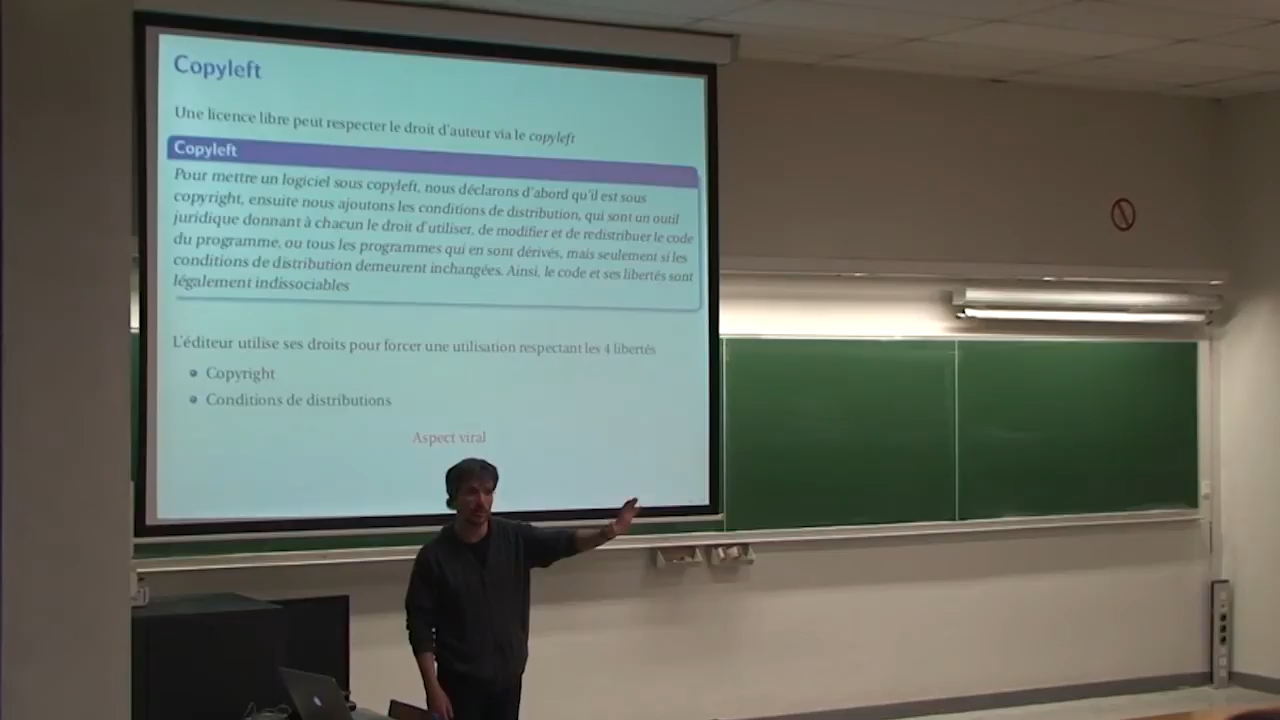 Copyleft
Une licence libre peut respecter le droit d'auteur via le copyleft
Copyleft
Pour mettre un logiciel sous copyleft, nous déclarons d'abord qu'il est sous
copyright, ensuite nous ajoutons les conditions de distribution, qui sont un outil
juridique donnant à chacun le droit d'utiliser, de modifier et de redistribuer le code
du programme, ou tous les programmes qui en sont dérivés, mais seulement si les
conditions de distribution demeurent inchangées. Ainsi, le code et ses libertés sont
légalement indissociables
L'éditeur utilise ses droits pour forcer une utilisation respectant les 4 libertés
Copyright
Conditions de distributions
Aspect viral